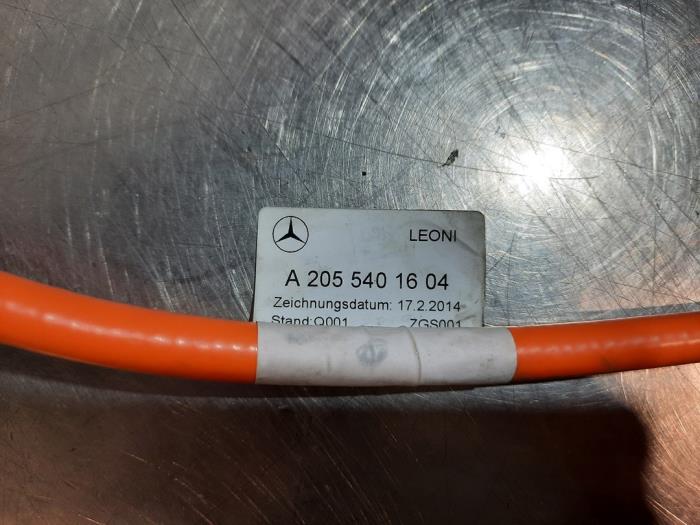 LEONI
A 205 540 16 04
Zeichnungsdatum: 17.2.2014
Stand:Q001 ZGS001